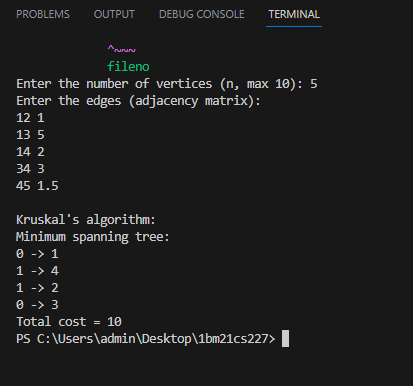 PROBLEMS OUTPUT DEBUG CONSOLE TERMINAL
^~~~
fileno
Enter the number of vertices (n, max 10): 5
Enter the edges (adjacency matrix):
12 1
13 5
14 2
34 3
45 1.5
Kruskal's algorithm:
Minimum spanning tree:
0 -> 1
1 -> 4
1 -> 2
0 -> 3
Total cost = 10
PS C:\Users\admin\Desktop\1bm21cs227>